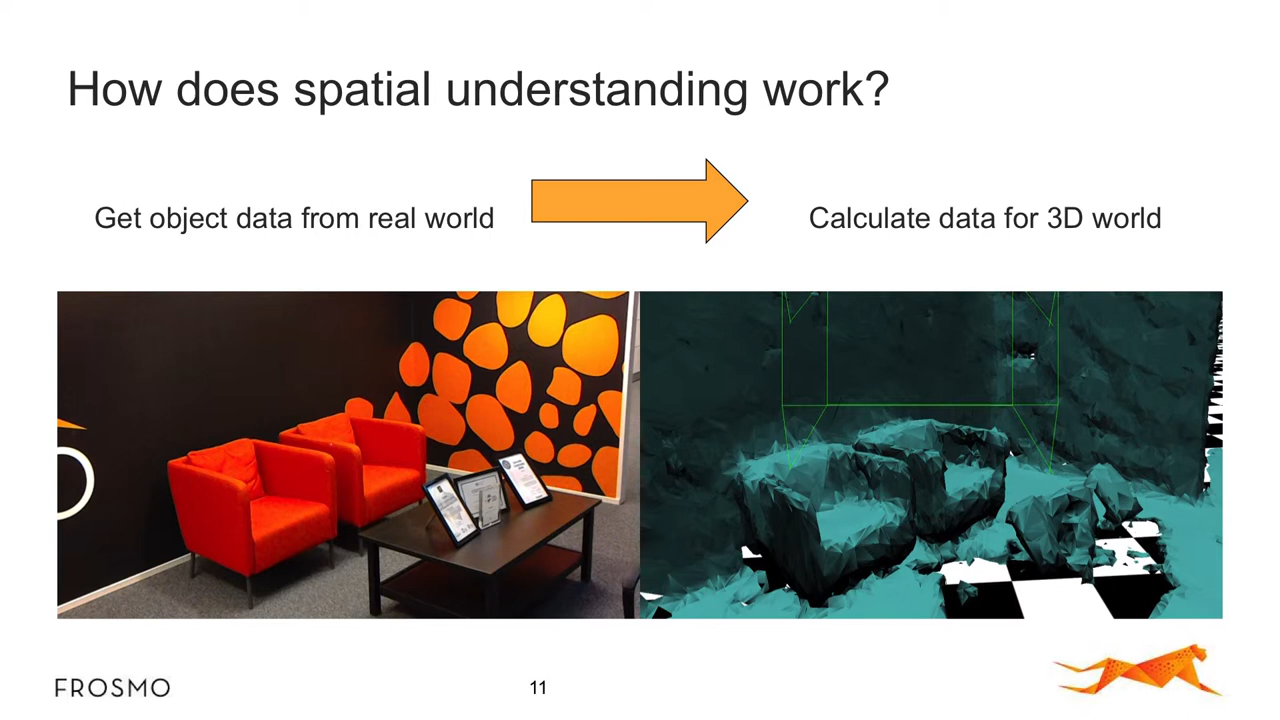 How does spatial understanding work?
Get object data from real world
Calculate data for 3D world
FROSMO
11